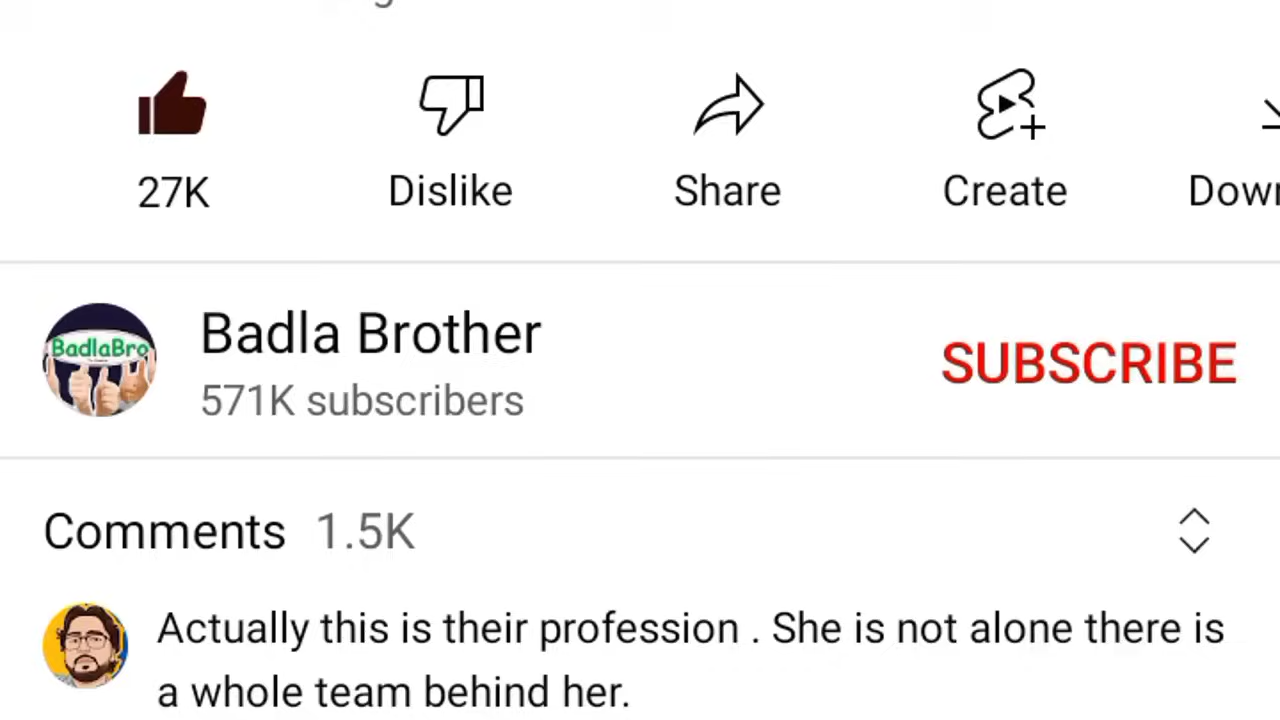 27K
Dislike
Share
Create
Badla Brother
BadlaBro
571K subscribers
SUBSCRIBE
Comments 1.5K
Actually this is their profession . She is not alone there is
a whole team behind her.